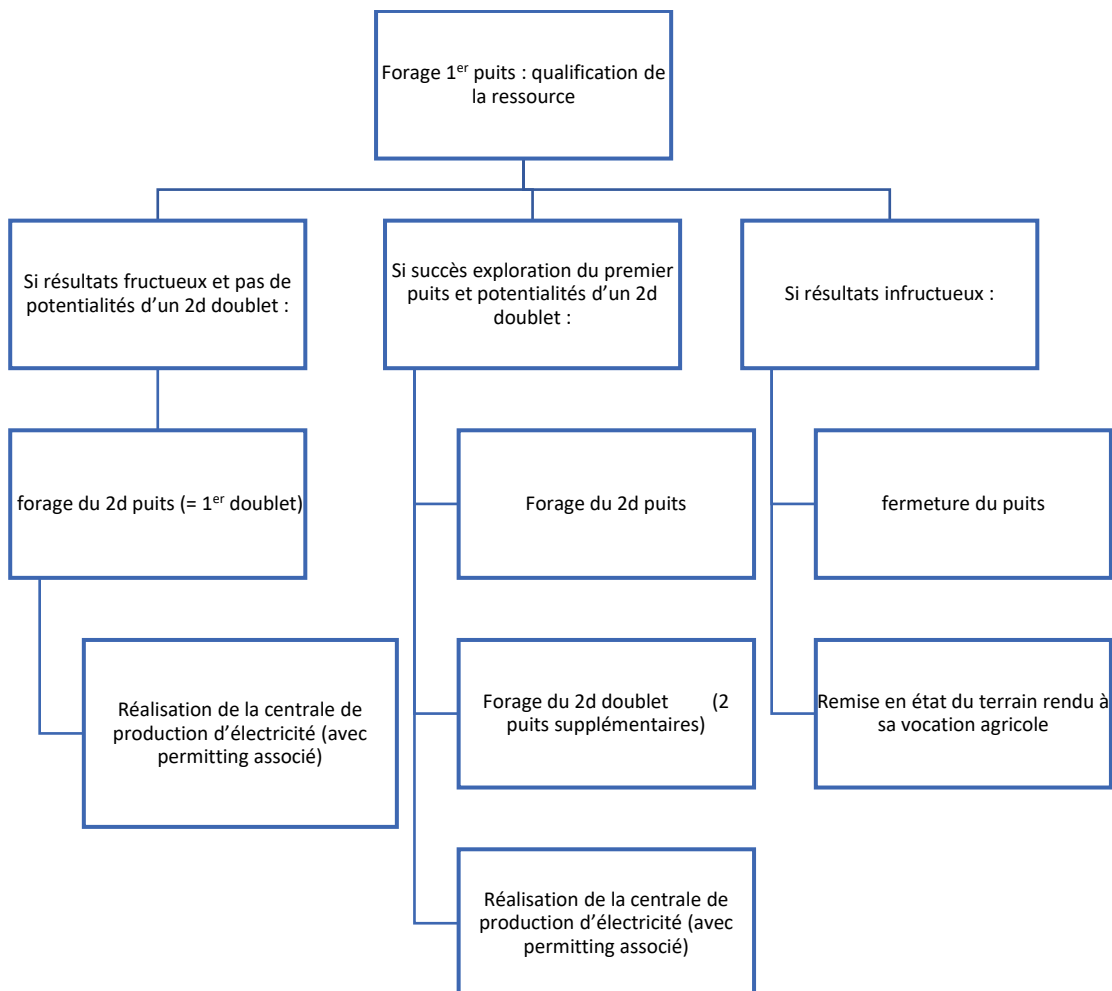 Forage 1er puits : qualification de
la ressource
Si résultats fructueux et pas de
potentialités d’un 2d doublet :
Si succès exploration du premier
puits et potentialités d’un 2d
doublet :
Si résultats infructueux :
forage du 2d puits (= 1er doublet)
Forage du 2d puits
fermeture du puits
Réalisation de la centrale de
production d’électricité (avec
permitting associé)
Forage du 2d doublet (2
puits supplémentaires)
Remise en état du terrain rendu à
sa vocation agricole
Réalisation de la centrale de
production d’électricité (avec
permitting associé)